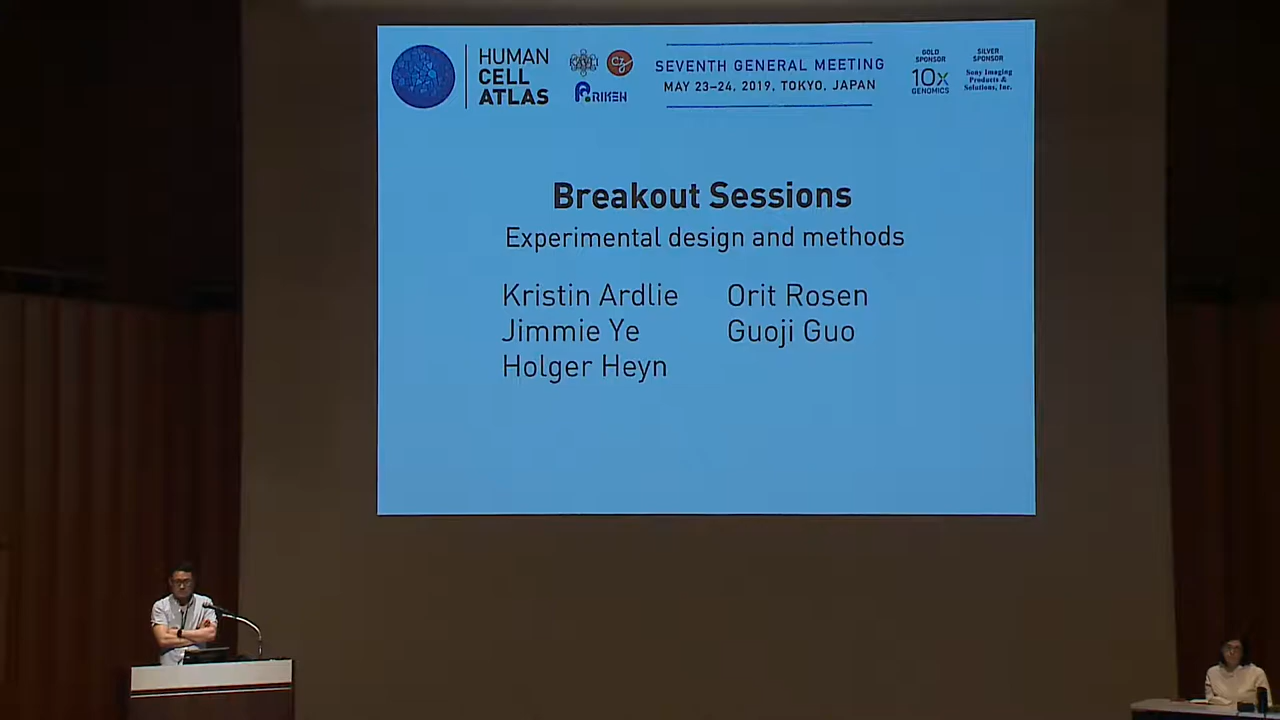 HUMAN
CELL
ATLAS
CZ
RIKEN
SEVENTH GENERAL MEETING
MAY 23–24, 2019, TOKYO, JAPAN
GOLD
SPONSOR
10x
GENOMICS
SILVER
SPONSOR
Sony Imaging
Products &
Solutions, Inc.
Breakout Sessions
Experimental design and methods
Kristin Ardlie
Jimmie Ye
Holger Heyn
Orit Rosen
Guoji Guo